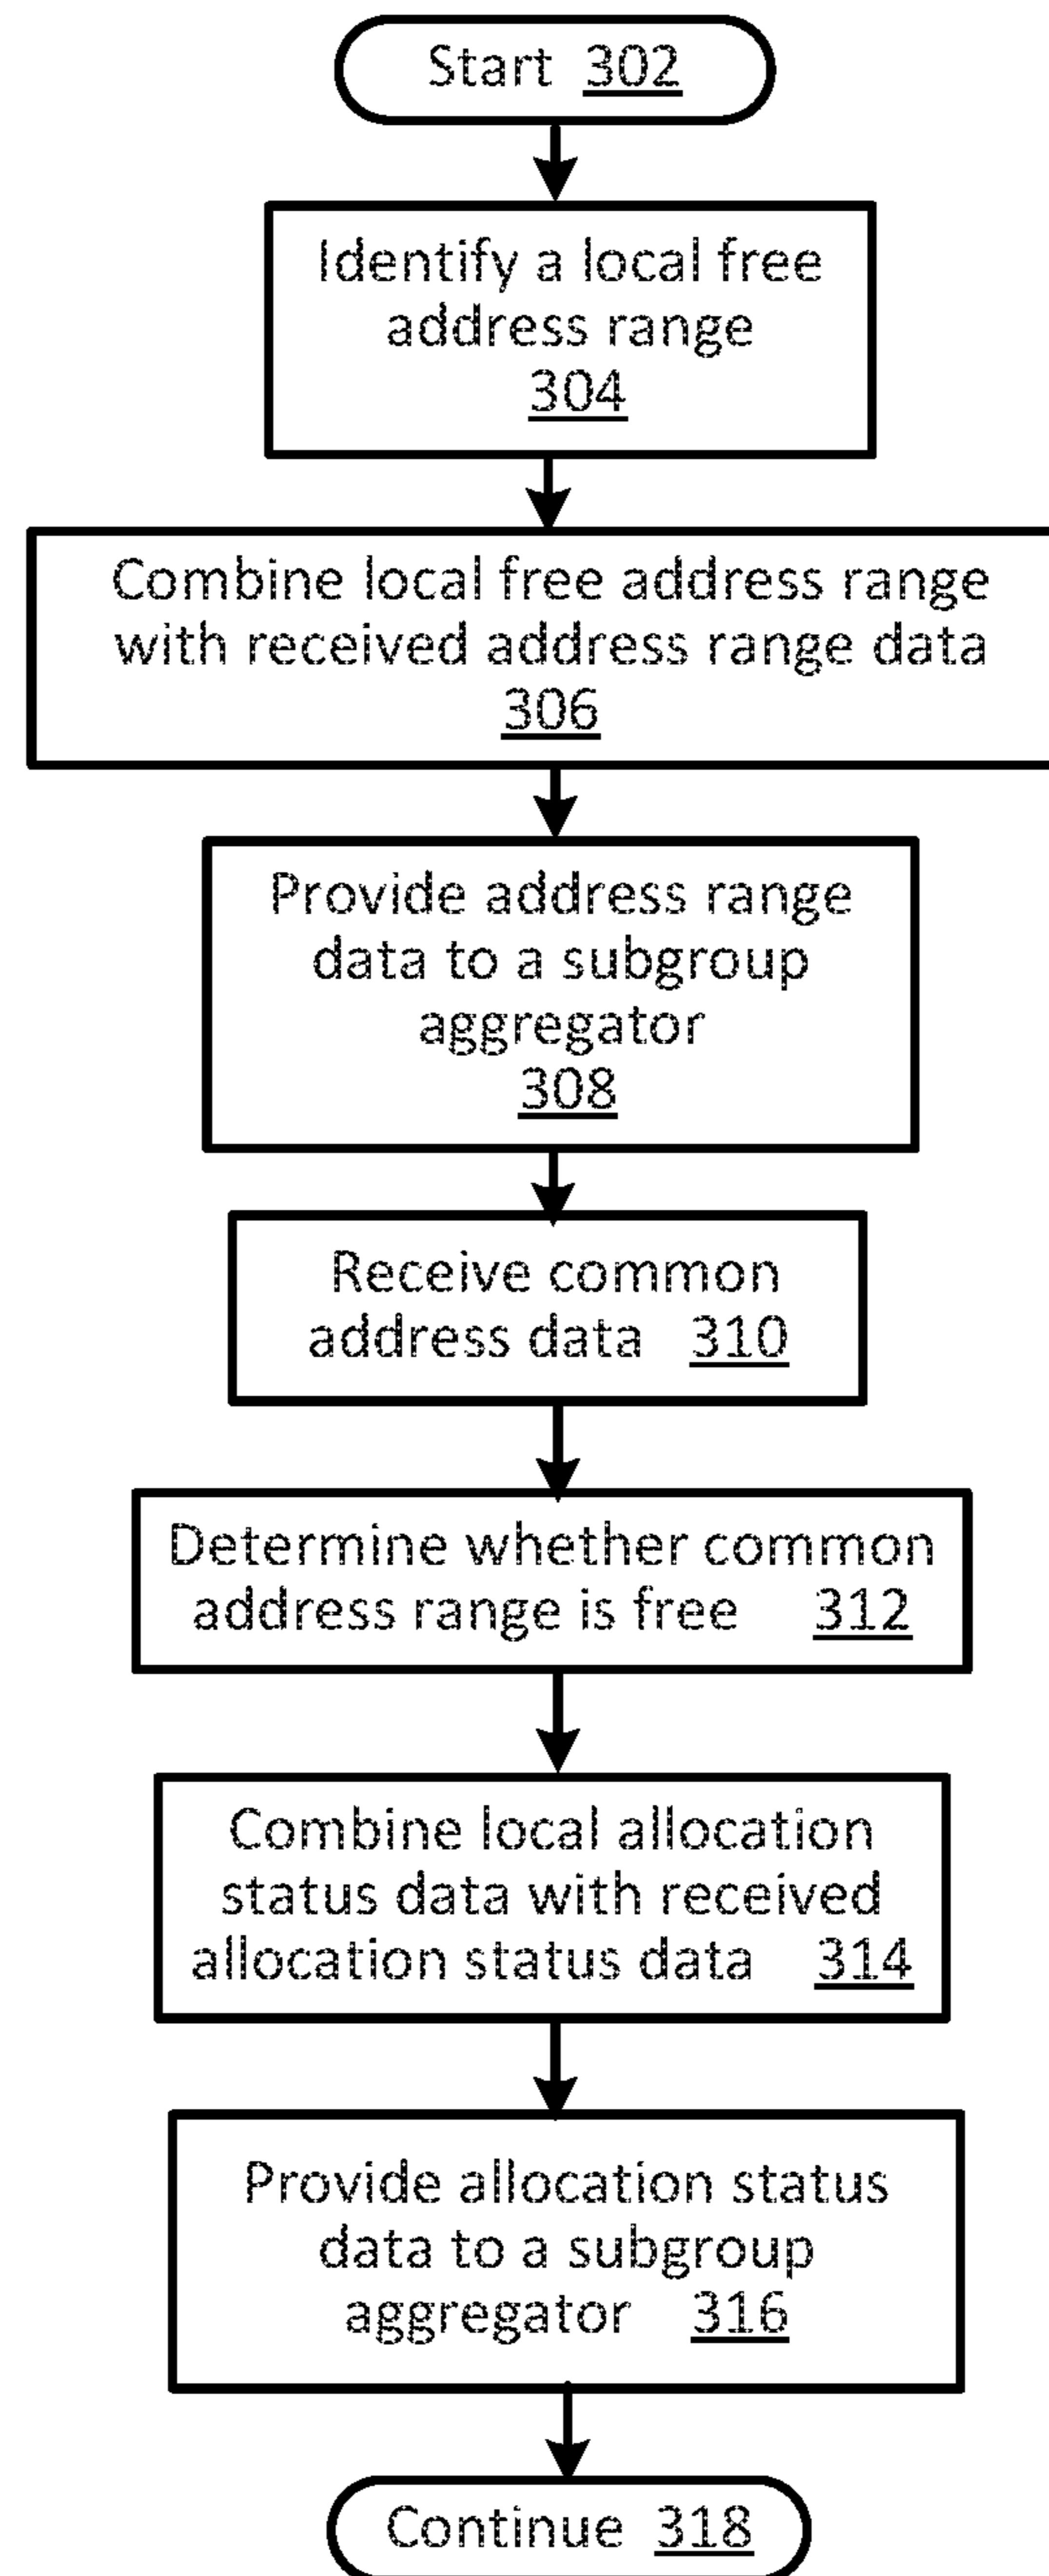 Start 302
Identify a local free
address range
304
Combine local free address range
with received address range data
306
Provide address range
data to a subgroup
aggregator
308
Receive common
address data 310
Determine whether common
address range is free 312
Combine local allocation
status data with received
allocation status data 314
Provide allocation status
data to a subgroup
aggregator 316
Continue 318